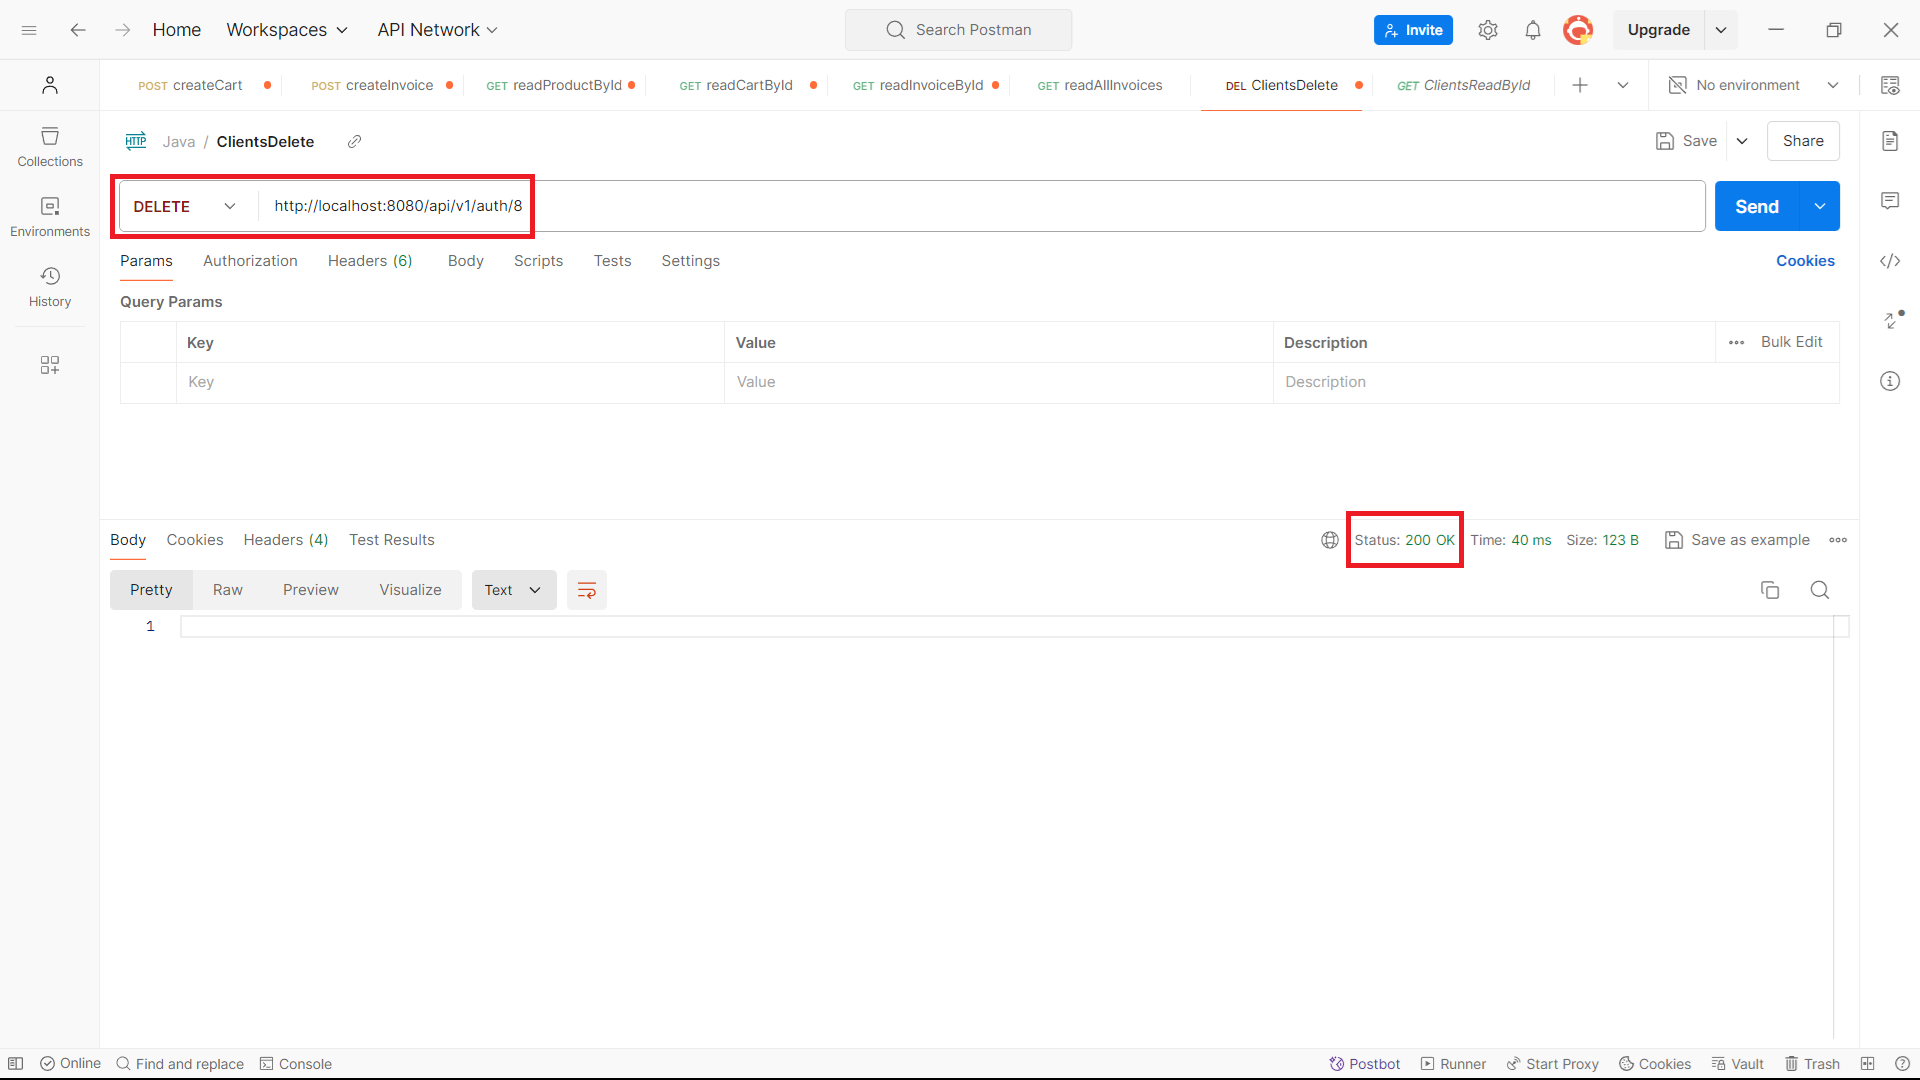 Home Workspaces API Network Search Postman Invite Upgrade
POST createCart POST createInvoice GET readProductById GET readCartById GET readInvoiceById GET readAllInvoices DEL ClientsDelete GET ClientsReadById No environment
HTTP Java / ClientsDelete Save Share
Collections
DELETE http://localhost:8080/api/v1/auth/8 Send
Environments
Params Authorization Headers (6) Body Scripts Tests Settings Cookies
History
Query Params
Key Value Description Bulk Edit
Key Value Description
Body Cookies Headers (4) Test Results Status: 200 OK Time: 40 ms Size: 123 B Save as example
Pretty Raw Preview Visualize Text
1
Online Find and replace Console Postbot Runner Start Proxy Cookies Vault Trash